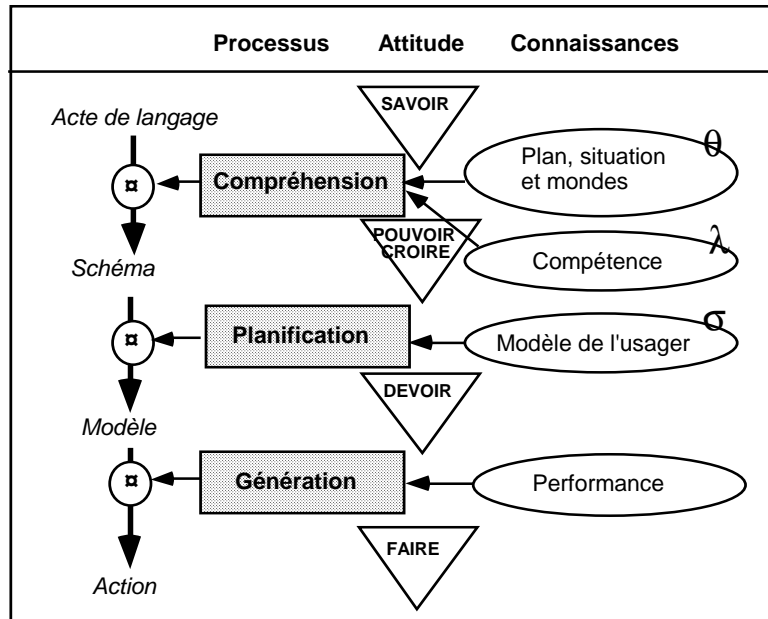 Processus Attitude Connaissances
SAVOIR
Acte de langage
θ
Plan, situation
et mondes
¤ Compréhension
POUVOIR
CROIRE
λ
Compétence
Schéma
σ
¤ Planification Modèle de l'usager
DEVOIR
Modèle
¤ Génération Performance
FAIRE
Action